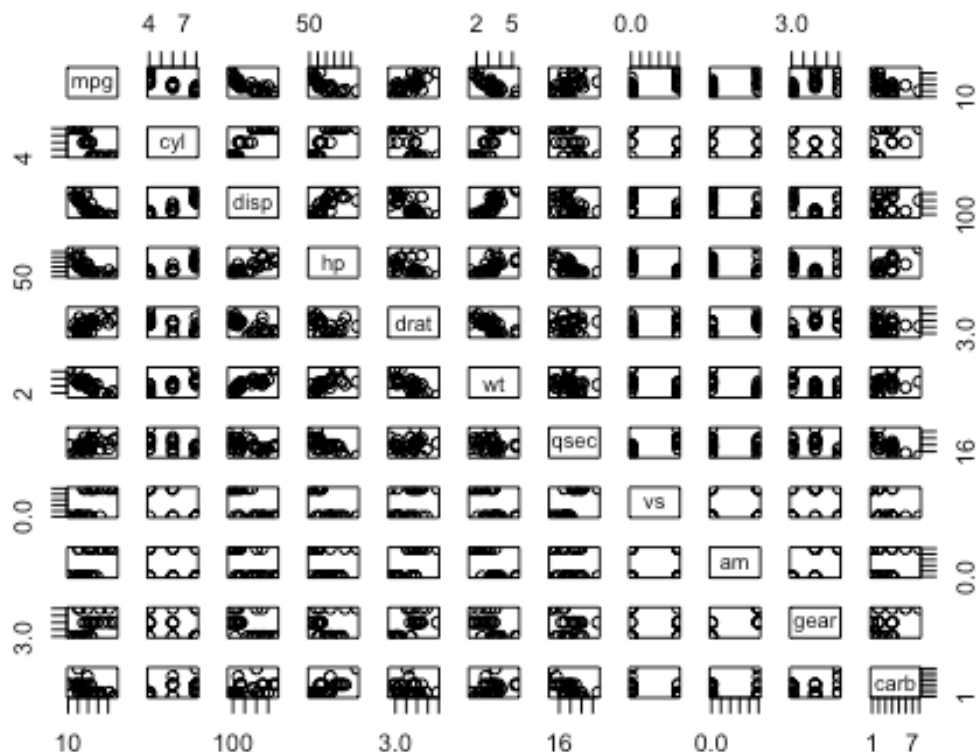 4 7 50 2 5 0.0 3.0
mpg 10
4 cyl
disp 100
50 hp
drat 3.0
2 wt
qsec 16
0.0 vs
am 0.0
3.0 gear
carb 1
10 100 3.0 16 0.0 1 7